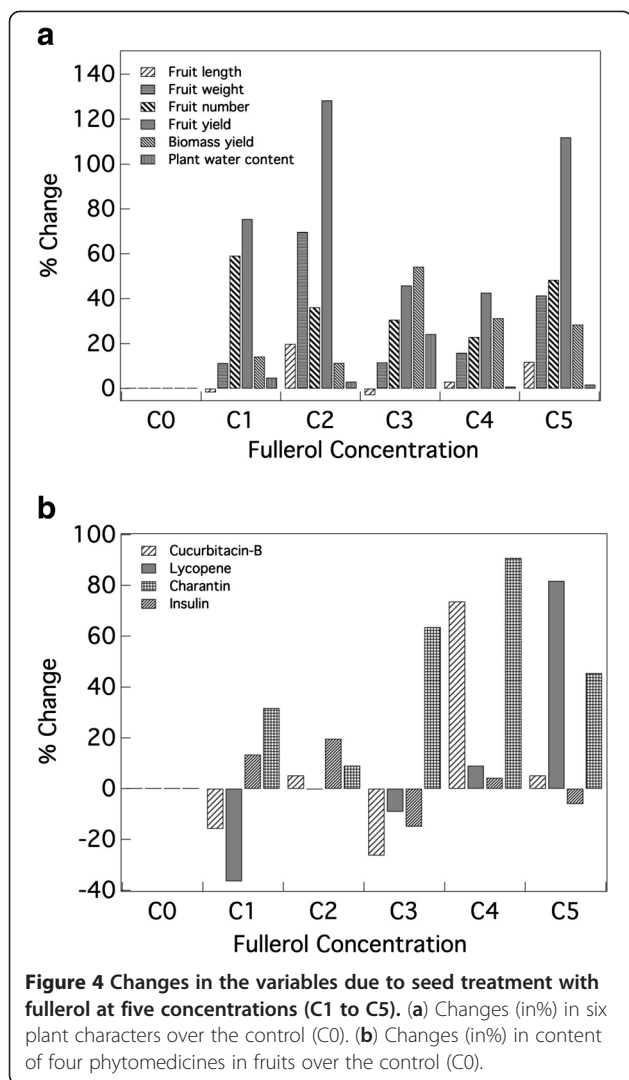 a
140
120
100
80
60
40
20
0
% Change
Fruit length
Fruit weight
Fruit number
Fruit yield
Biomass yield
Plant water content
C0 C1 C2 C3 C4 C5
Fullerol Concentration
b
100
80
60
40
20
0
-20
-40
% Change
Cucurbitacin-B
Lycopene
Charantin
Insulin
C0 C1 C2 C3 C4 C5
Fullerol Concentration
Figure 4 Changes in the variables due to seed treatment with
fullerol at five concentrations (C1 to C5). (a) Changes (in%) in six
plant characters over the control (C0). (b) Changes (in%) in content
of four phytomedicines in fruits over the control (C0).